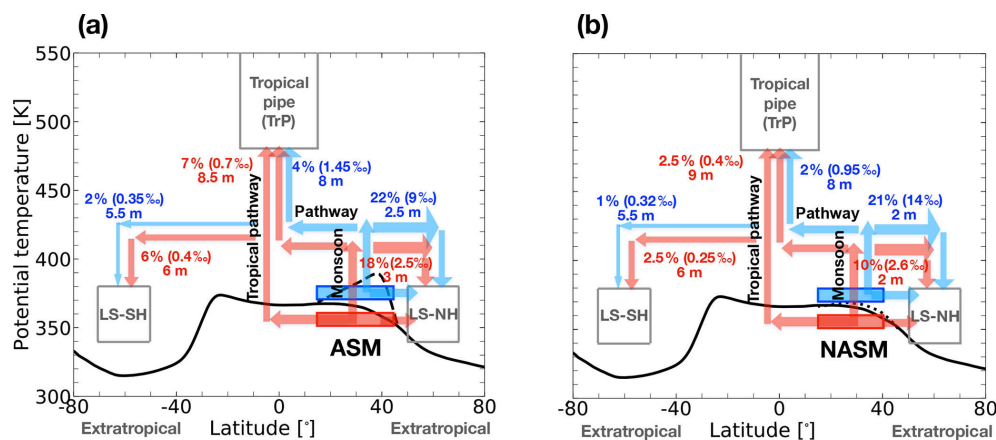 (a)
(b)
Potential temperature [K]
550
500
450
400
350
300
Tropical
pipe
(TrP)
7% (0.7‰)
8.5 m
4% (1.45‰)
8 m
2% (0.35‰)
5.5 m
22% (9‰)
2.5 m
Pathway
Tropical pathway
Monsoon
6% (0.4‰)
6 m
18%(2.5‰)
3 m
LS-SH
LS-NH
ASM
-80
-40
0
40
80
Extratropical
Latitude [°]
Extratropical
Tropical
pipe
(TrP)
2.5% (0.4‰)
9 m
2% (0.95‰)
8 m
1% (0.32‰)
5.5 m
21% (14‰)
2 m
Pathway
Tropical pathway
Monsoon
2.5% (0.25‰)
6 m
10%(2.6‰)
2 m
LS-SH
LS-NH
NASM
-80
-40
0
40
80
Extratropical
Latitude [°]
Extratropical